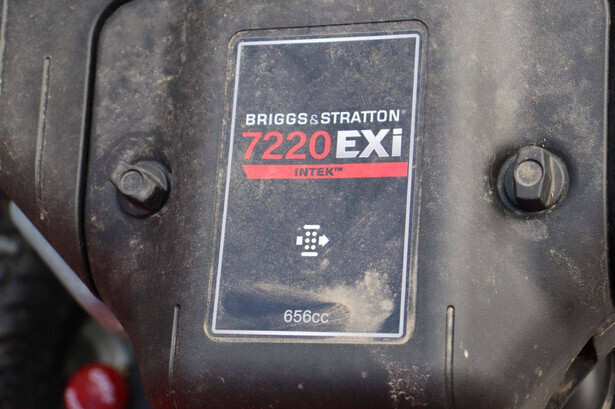 BRIGGS & STRATTON®
7220 EXi
INTEK™
656cc